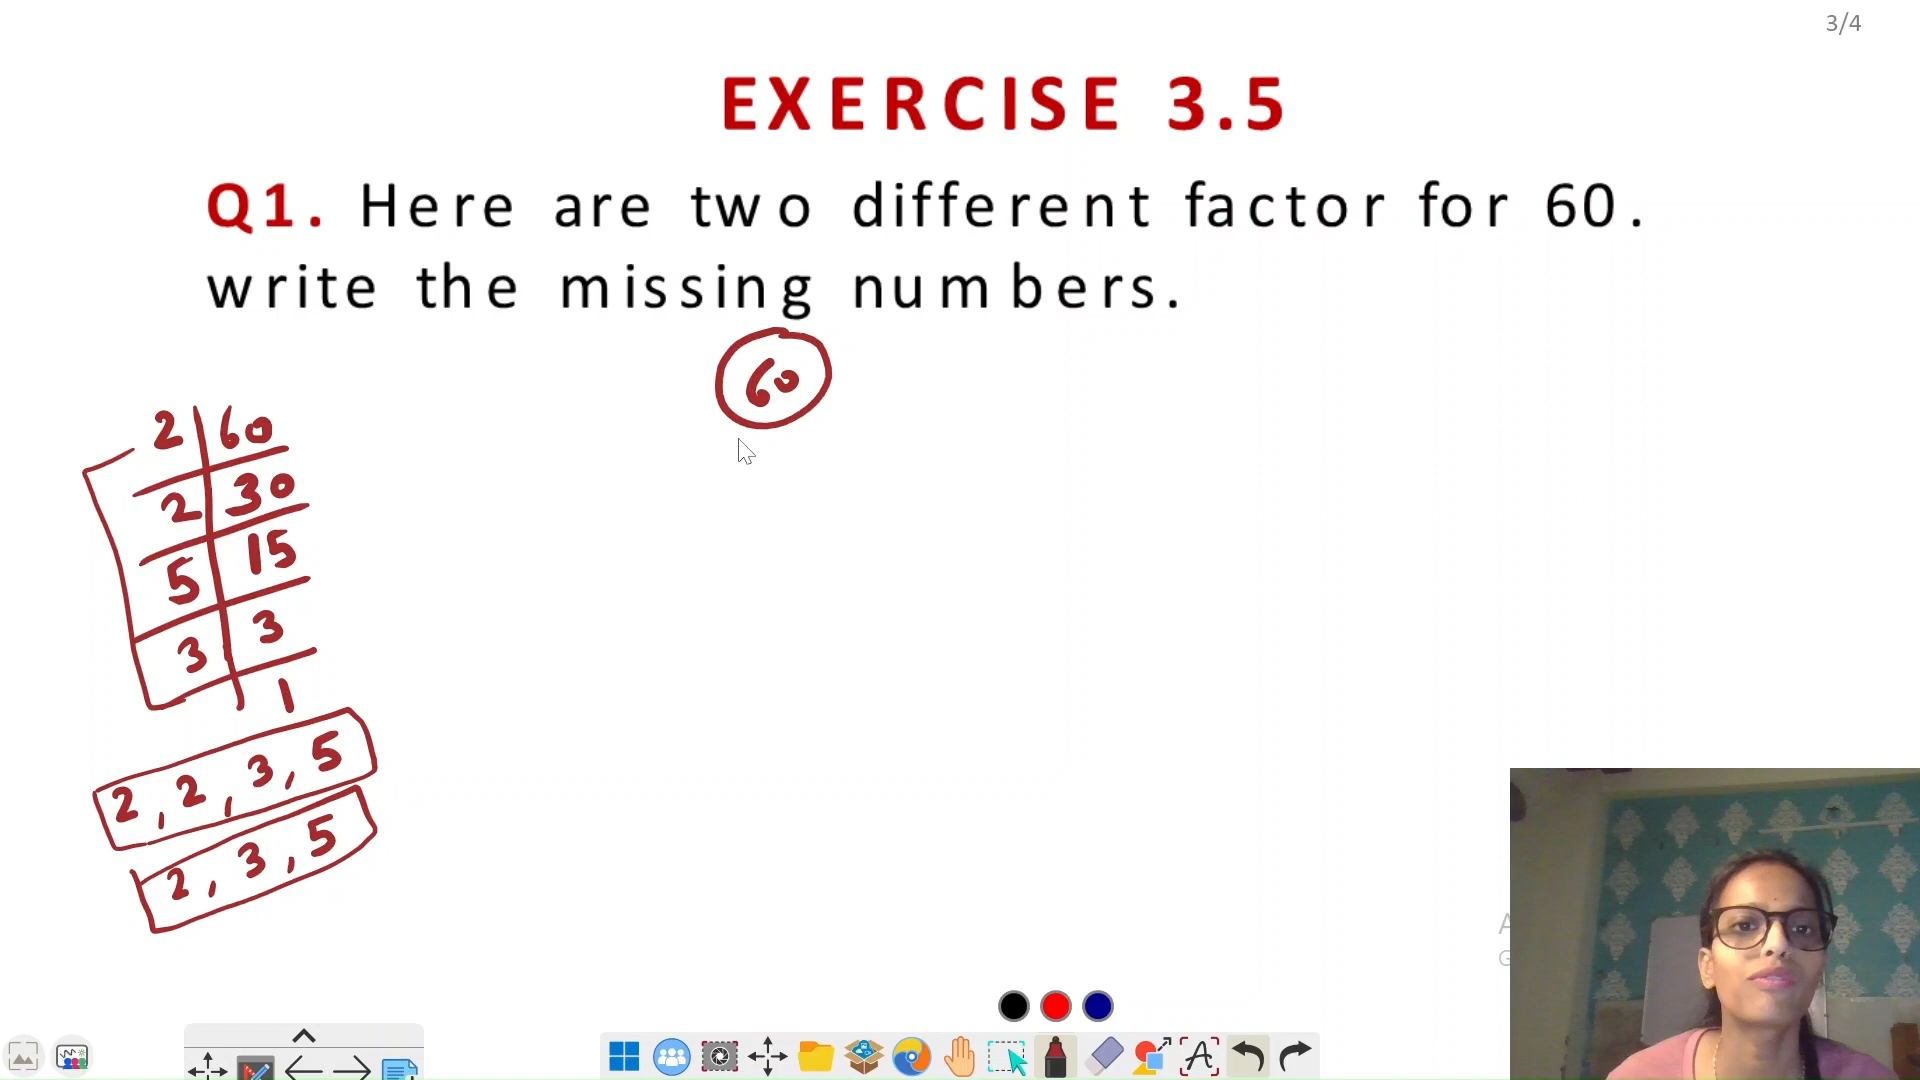 3/4
EXERCISE 3.5
Q1. Here are two different factor for 60.
write the missing numbers.
60
2 60
2 30
5 15
3 3
1
2, 2, 3, 5
2, 3, 5